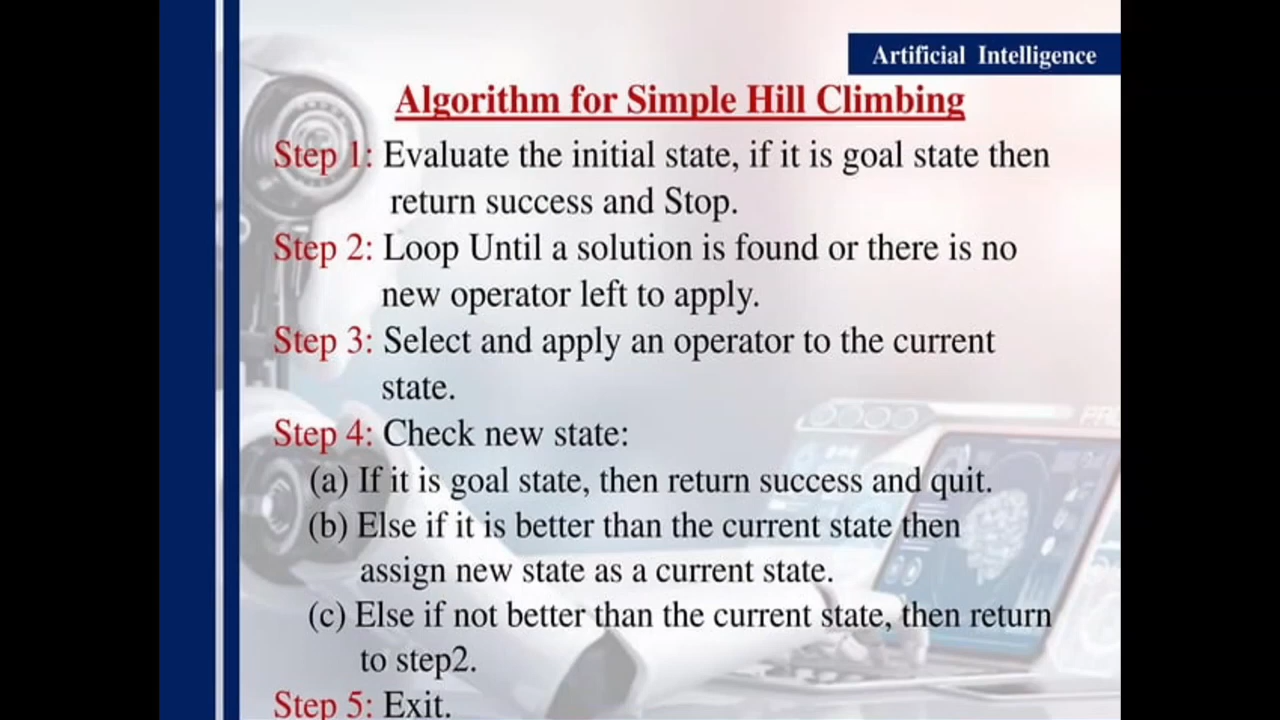 Artificial Intelligence
Algorithm for Simple Hill Climbing
Step 1: Evaluate the initial state, if it is goal state then
return success and Stop.
Step 2: Loop Until a solution is found or there is no
new operator left to apply.
Step 3: Select and apply an operator to the current
state.
Step 4: Check new state:
(a) If it is goal state, then return success and quit.
(b) Else if it is better than the current state then
assign new state as a current state.
(c) Else if not better than the current state, then return
to step2.
Step 5: Exit.